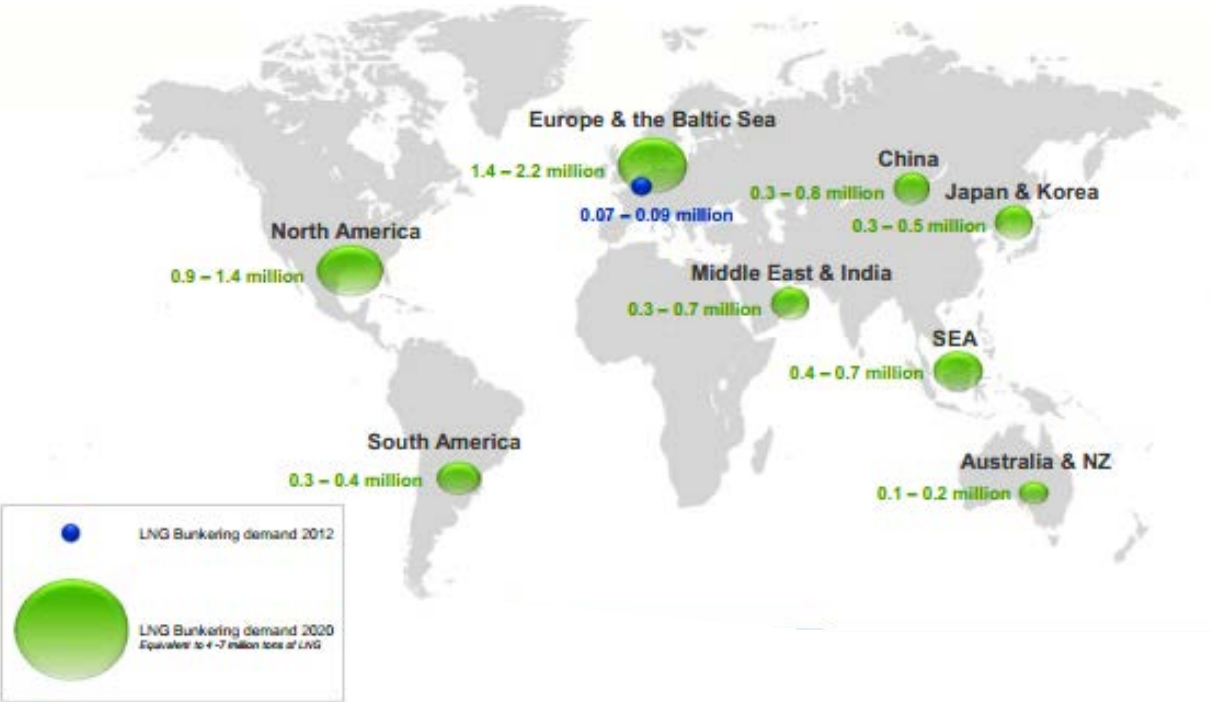 Europe & the Baltic Sea
1.4 – 2.2 million
0.07 – 0.09 million
China
0.3 – 0.8 million
Japan & Korea
0.3 – 0.5 million
North America
0.9 – 1.4 million
Middle East & India
0.3 – 0.7 million
SEA
0.4 – 0.7 million
South America
0.3 – 0.4 million
Australia & NZ
0.1 – 0.2 million
LNG Bunkering demand 2012
LNG Bunkering demand 2020
Equivalent to 4 -7 million tons of LNG